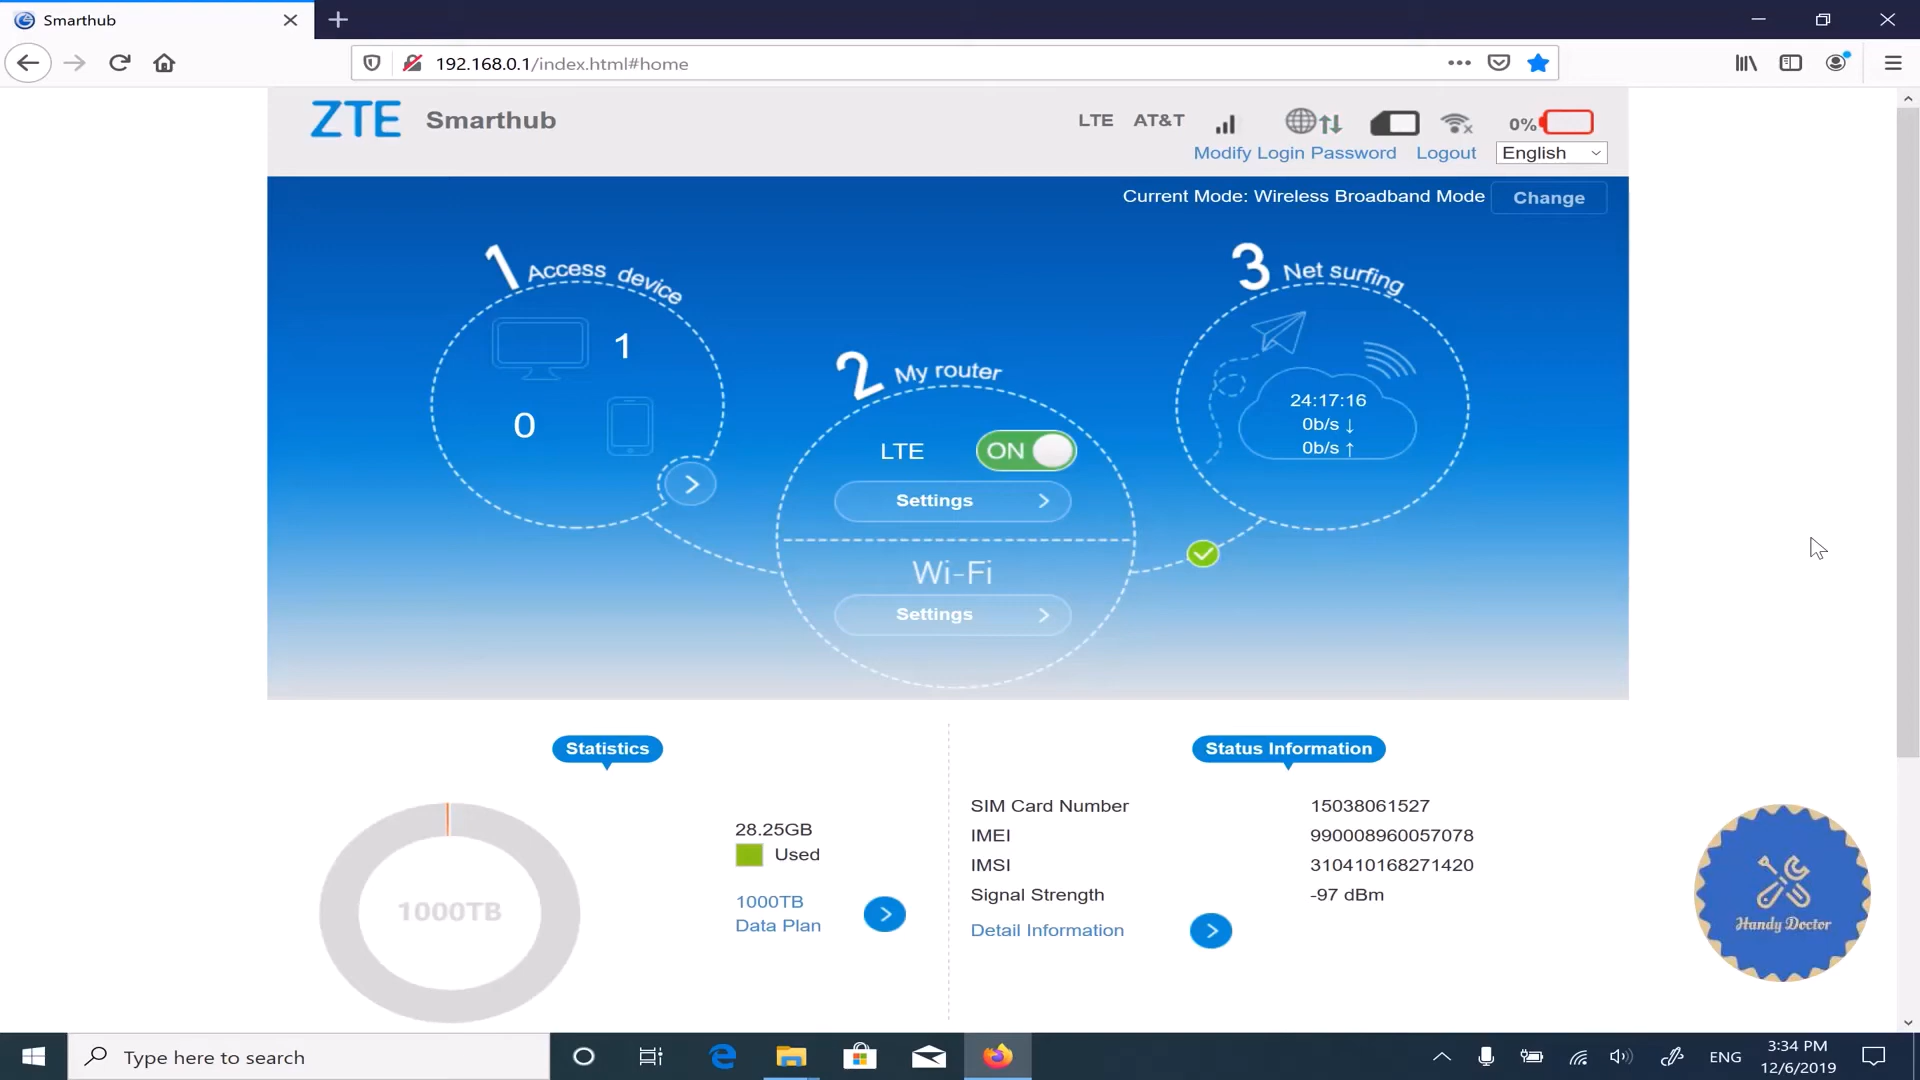 Smarthub
192.168.0.1/index.html#home
ZTE Smarthub
LTE AT&T 0%
Modify Login Password Logout English
Current Mode: Wireless Broadband Mode Change
1 Access device
1
0
2 My router
LTE ON
Settings
Wi-Fi
Settings
3 Net surfing
24:17:16
0b/s ↓
0b/s ↑
Statistics
1000TB
28.25GB
Used
1000TB
Data Plan
Status Information
SIM Card Number 15038061527
IMEI 990008960057078
IMSI 310410168271420
Signal Strength -97 dBm
Detail Information
Handy Doctor
Type here to search
ENG
3:34 PM
12/6/2019